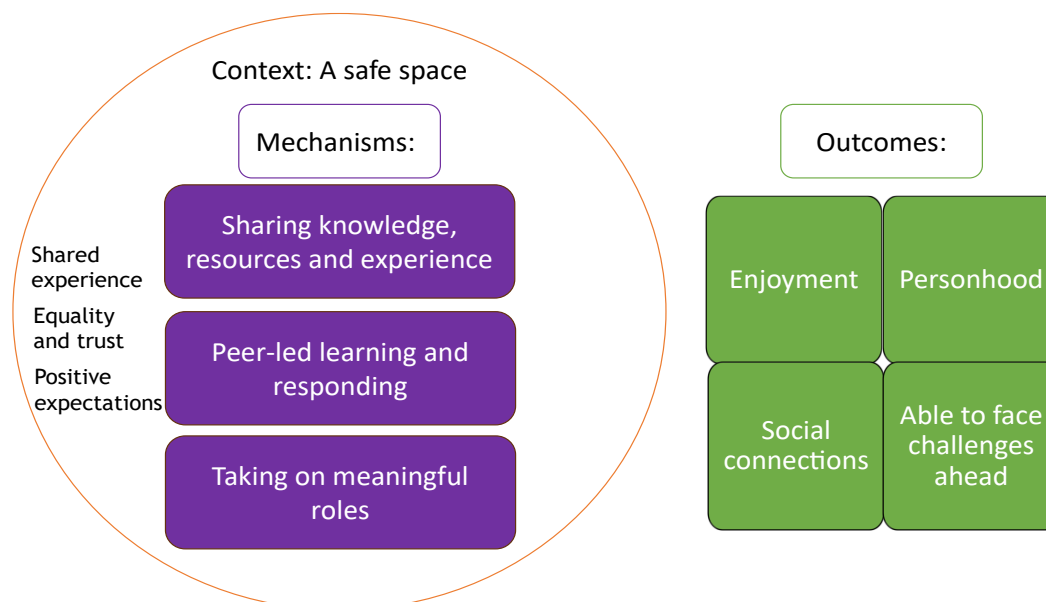 Context: A safe space
Mechanisms:
Sharing knowledge,
resources and experience
Shared
experience
Equality
and trust
Positive
expectations
Peer-led learning and
responding
Taking on meaningful
roles
Outcomes:
Enjoyment
Personhood
Social
connections
Able to face
challenges
ahead